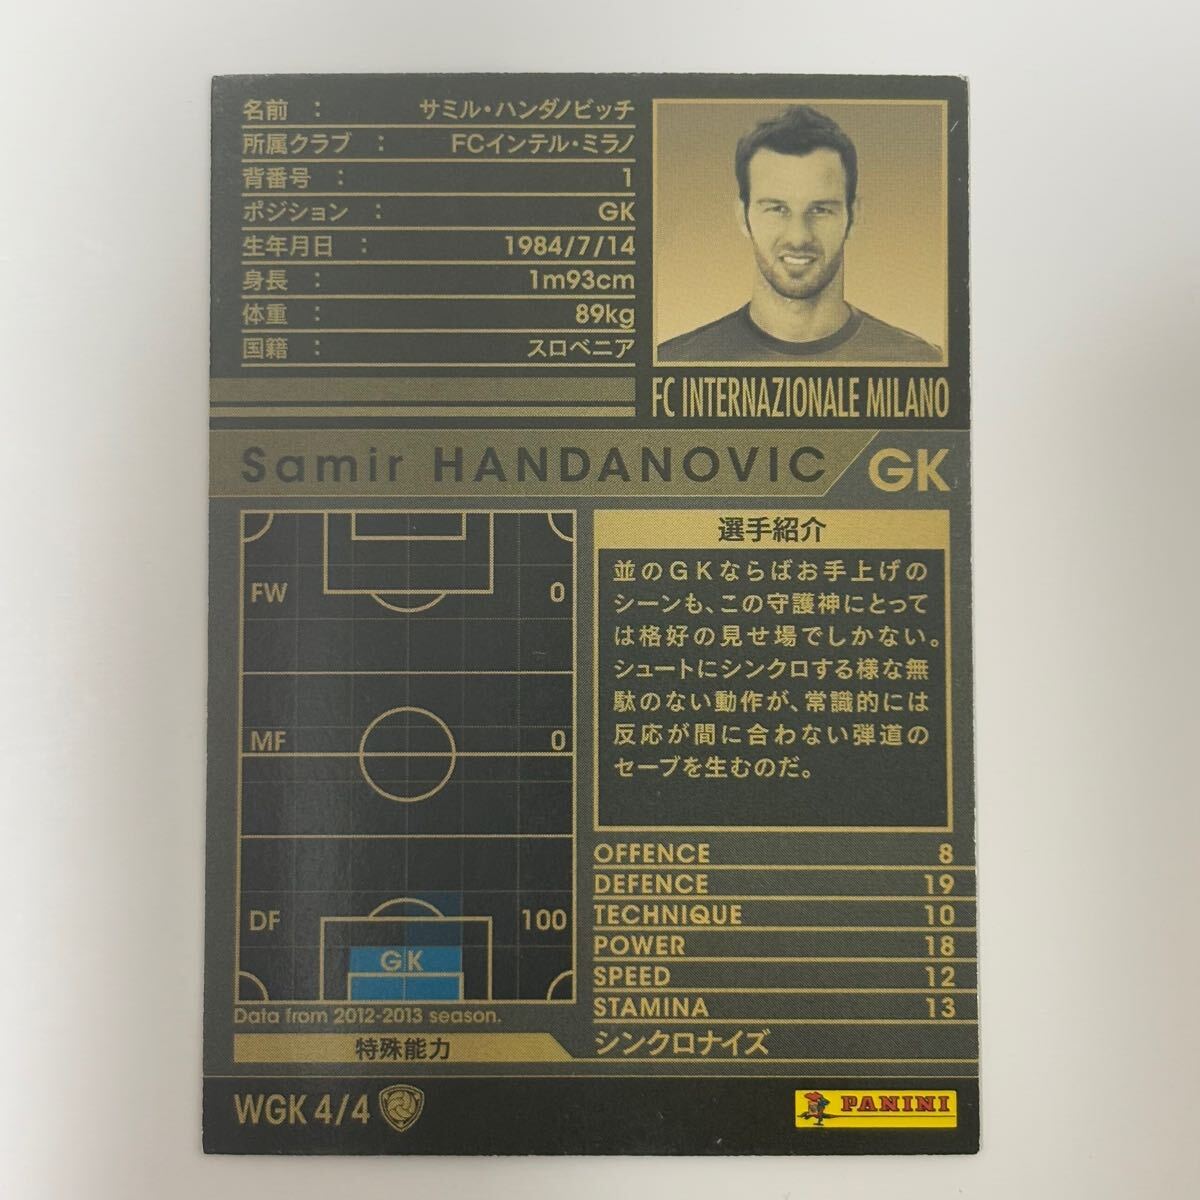 名前 ： サミル・ハンダノビッチ
所属クラブ ： FCインテル・ミラノ
背番号 ： 1
ポジション ： GK
生年月日 ： 1984/7/14
身長 ： 1m93cm
体重 ： 89kg
国籍 ： スロベニア
FC INTERNAZIONALE MILANO
Samir HANDANOVIC GK
FW 0
MF 0
DF 100
GK
Data from 2012-2013 season.
選手紹介
並のGKならばお手上げの
シーンも、この守護神にとって
は格好の見せ場でしかない。
シュートにシンクロする様な無
駄のない動作が、常識的には
反応が間に合わない弾道の
セーブを生むのだ。
OFFENCE 8
DEFENCE 19
TECHNIQUE 10
POWER 18
SPEED 12
STAMINA 13
特殊能力 シンクロナイズ
WGK 4/4
PANINI